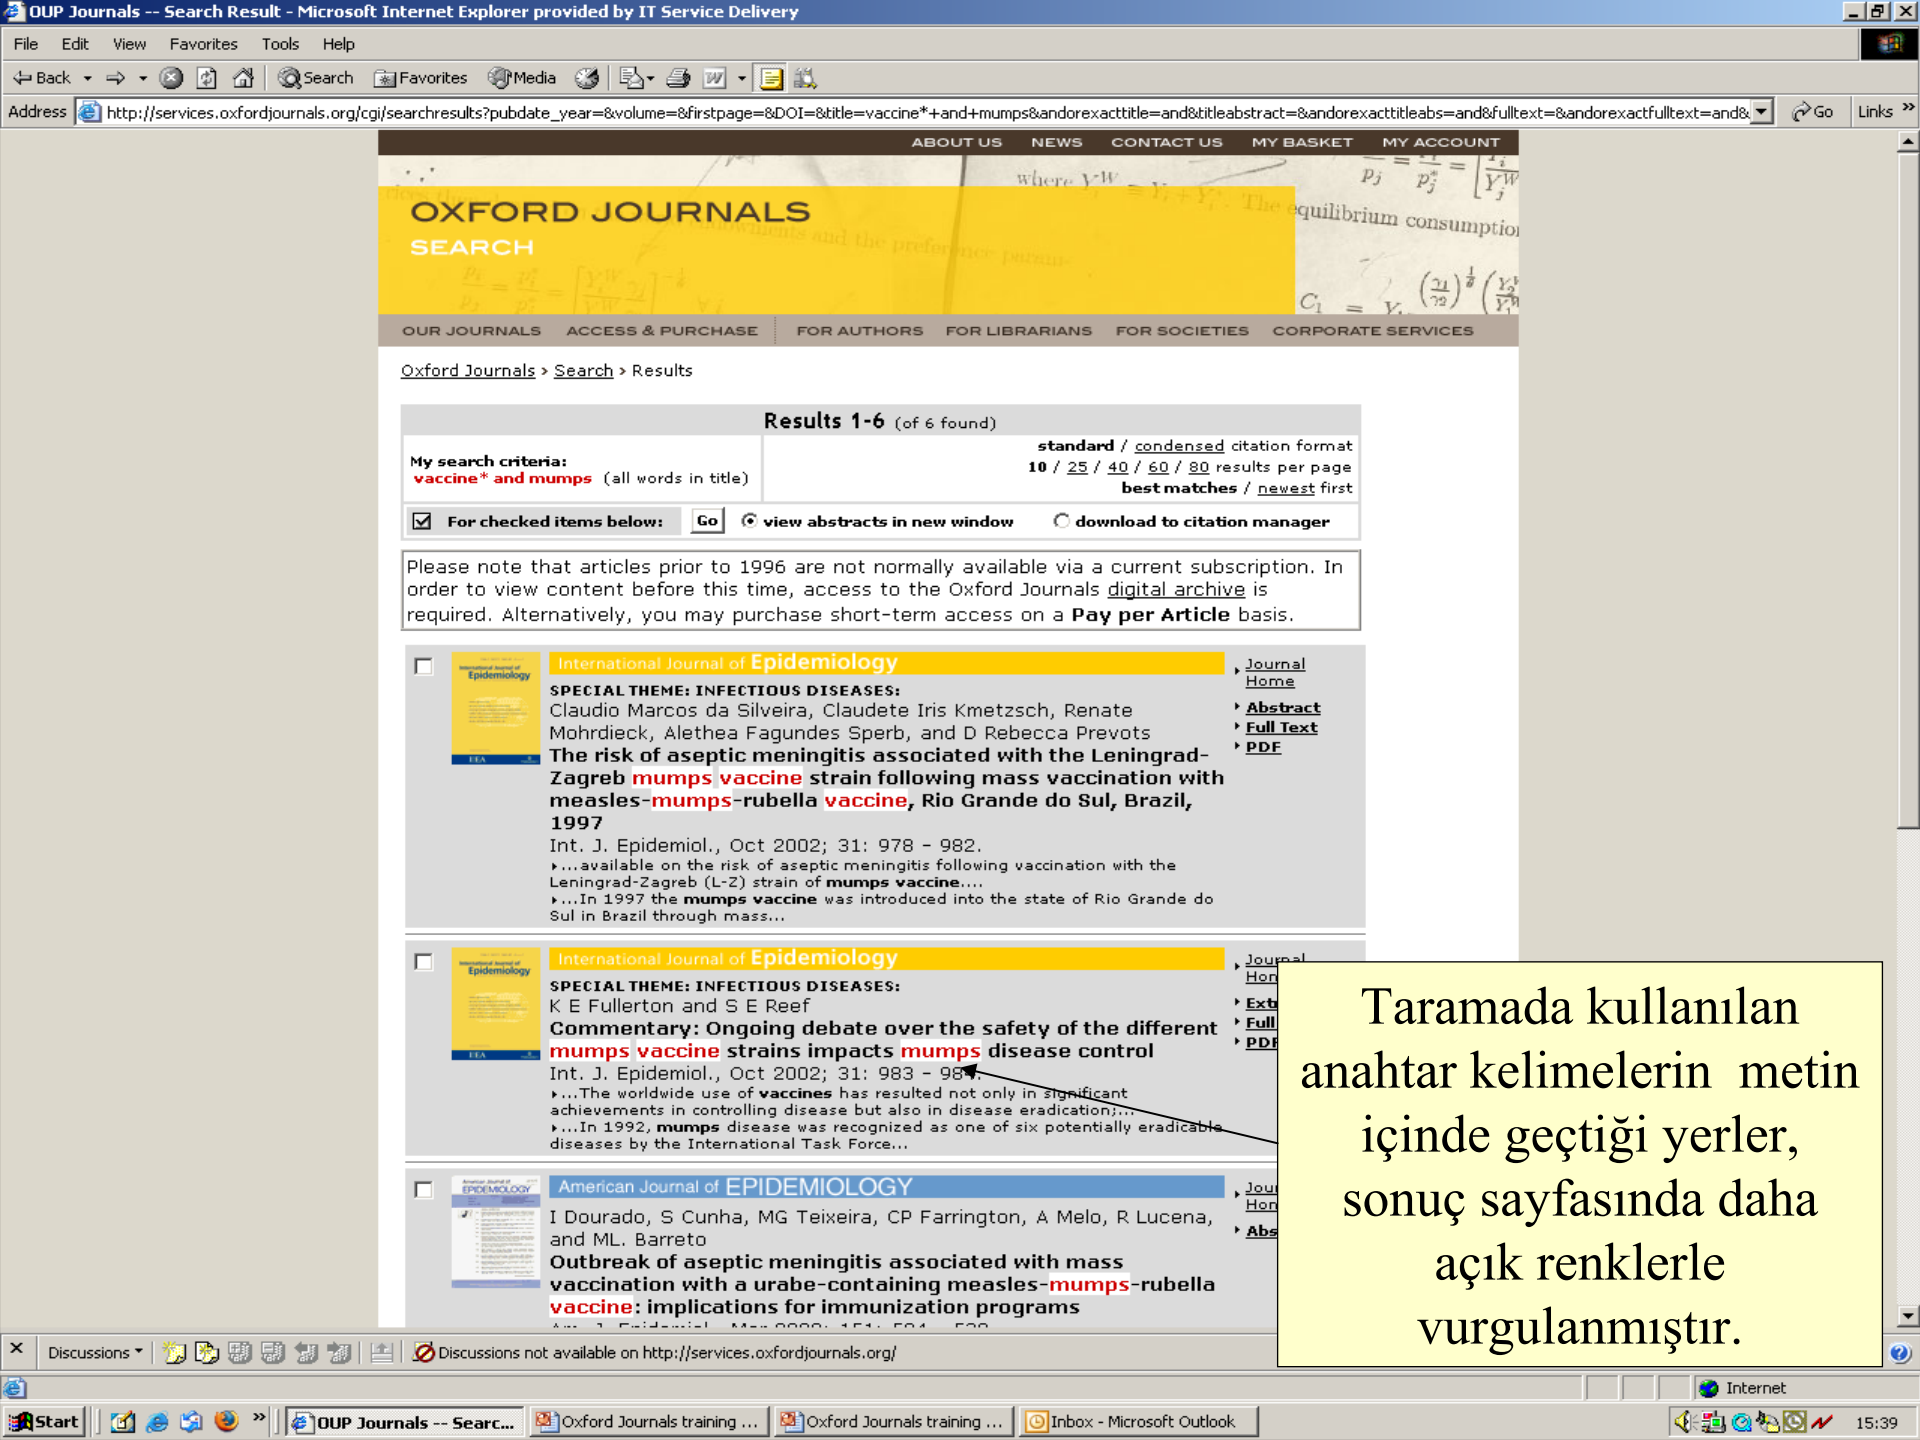 OUP Journals -- Search Result - Microsoft Internet Explorer provided by IT Service Delivery
File Edit View Favorites Tools Help
Back Search Favorites Media
Address http://services.oxfordjournals.org/cgi/searchresults?pubdate_year=&volume=&firstpage=&DOI=&title=vaccine*+and+mumps&andorexacttitle=and&titleabstract=&andorexacttitleabs=and&fulltext=&andorexactfulltext=and& Go Links »
ABOUT US NEWS CONTACT US MY BASKET MY ACCOUNT
where
The equilibrium consumption
OXFORD JOURNALS
SEARCH
OUR JOURNALS ACCESS & PURCHASE FOR AUTHORS FOR LIBRARIANS FOR SOCIETIES CORPORATE SERVICES
Oxford Journals > Search > Results
Results 1-6 (of 6 found)
My search criteria:
vaccine* and mumps (all words in title)
standard / condensed citation format
10 / 25 / 40 / 60 / 80 results per page
best matches / newest first
For checked items below: Go view abstracts in new window download to citation manager
Please note that articles prior to 1996 are not normally available via a current subscription. In
order to view content before this time, access to the Oxford Journals digital archive is
required. Alternatively, you may purchase short-term access on a Pay per Article basis.
International Journal of Epidemiology
SPECIAL THEME: INFECTIOUS DISEASES:
Claudio Marcos da Silveira, Claudete Iris Kmetzsch, Renate
Mohrdieck, Alethea Fagundes Sperb, and D Rebecca Prevots
The risk of aseptic meningitis associated with the Leningrad-
Zagreb mumps vaccine strain following mass vaccination with
measles-mumps-rubella vaccine, Rio Grande do Sul, Brazil,
1997
Int. J. Epidemiol., Oct 2002; 31: 978 - 982.
...available on the risk of aseptic meningitis following vaccination with the
Leningrad-Zagreb (L-Z) strain of mumps vaccine....
...In 1997 the mumps vaccine was introduced into the state of Rio Grande do
Sul in Brazil through mass...
Journal
Home
Abstract
Full Text
PDF
International Journal of Epidemiology
SPECIAL THEME: INFECTIOUS DISEASES:
K E Fullerton and S E Reef
Commentary: Ongoing debate over the safety of the different
mumps vaccine strains impacts mumps disease control
Int. J. Epidemiol., Oct 2002; 31: 983 - 984.
...The worldwide use of vaccines has resulted not only in significant
achievements in controlling disease but also in disease eradication;...
...In 1992, mumps disease was recognized as one of six potentially eradicable
diseases by the International Task Force...
Full
PDF
American Journal of EPIDEMIOLOGY
I Dourado, S Cunha, MG Teixeira, CP Farrington, A Melo, R Lucena,
and ML. Barreto
Outbreak of aseptic meningitis associated with mass
vaccination with a urabe-containing measles-mumps-rubella
vaccine: implications for immunization programs
Taramada kullanılan
anahtar kelimelerin metin
içinde geçtiği yerler,
sonuç sayfasında daha
açık renklerle
vurgulanmıştır.
Discussions Discussions not available on http://services.oxfordjournals.org/
Internet
Start » OUP Journals -- Searc... Oxford Journals training ... Oxford Journals training ... Inbox - Microsoft Outlook 15:39